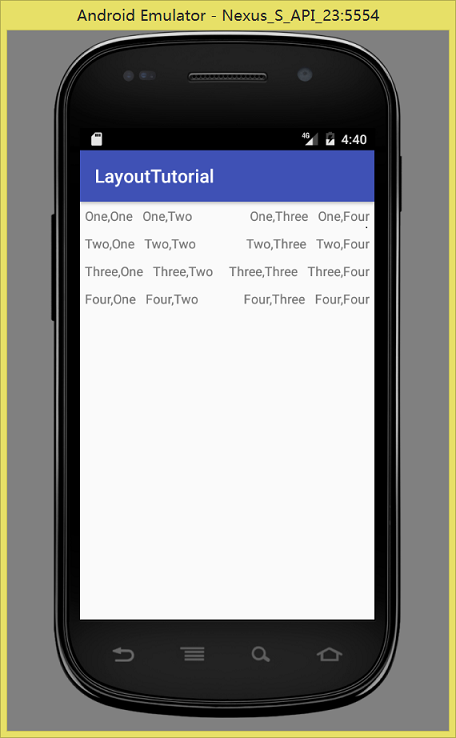 Android Emulator - Nexus_S_API_23:5554
4G 4:40
LayoutTutorial
One,One One,Two One,Three One,Four
Two,One Two,Two Two,Three Two,Four
Three,One Three,Two Three,Three Three,Four
Four,One Four,Two Four,Three Four,Four